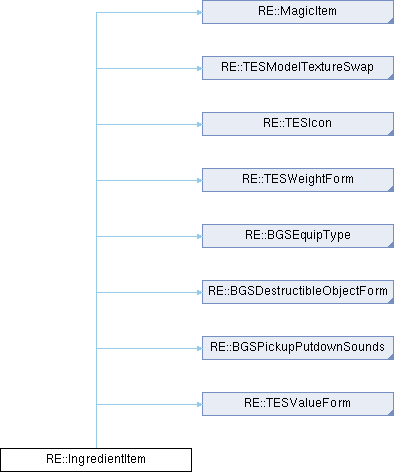 RE::MagicItem
RE::TESModelTextureSwap
RE::TESIcon
RE::TESWeightForm
RE::BGSEquipType
RE::BGSDestructibleObjectForm
RE::BGSPickupPutdownSounds
RE::TESValueForm
RE::IngredientItem